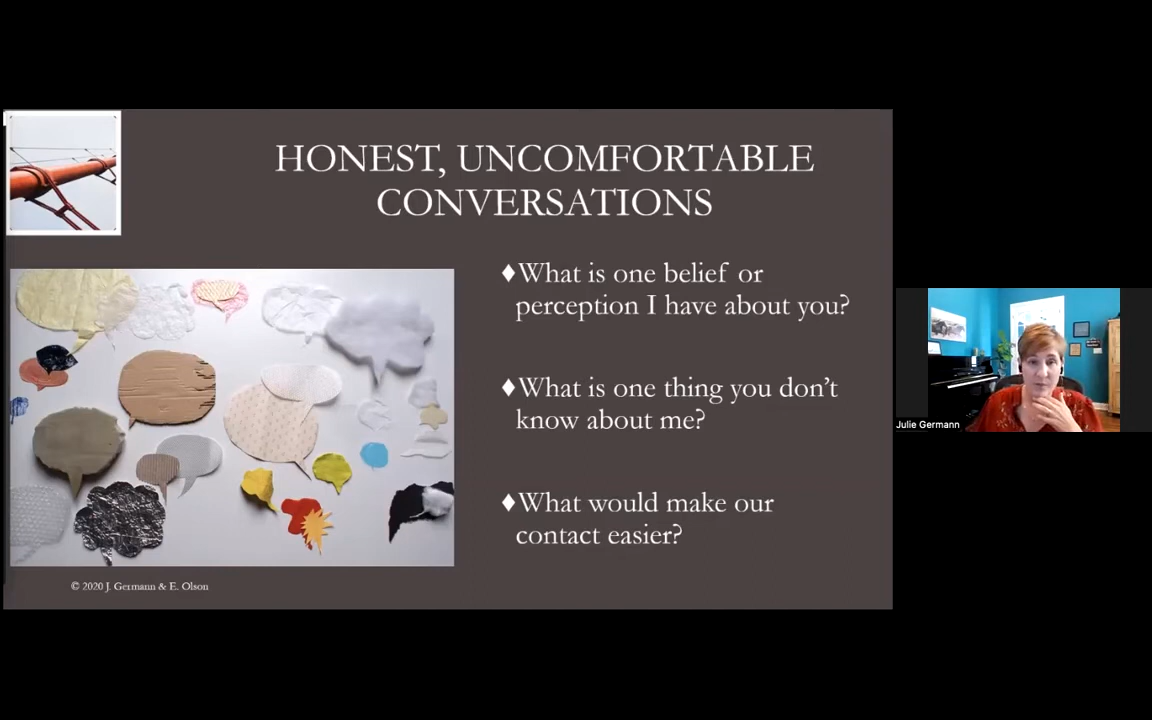 HONEST, UNCOMFORTABLE
CONVERSATIONS
♦What is one belief or
perception I have about you?
♦What is one thing you don't
know about me?
♦What would make our
contact easier?
© 2020 J. Germann & E. Olson
Julie Germann